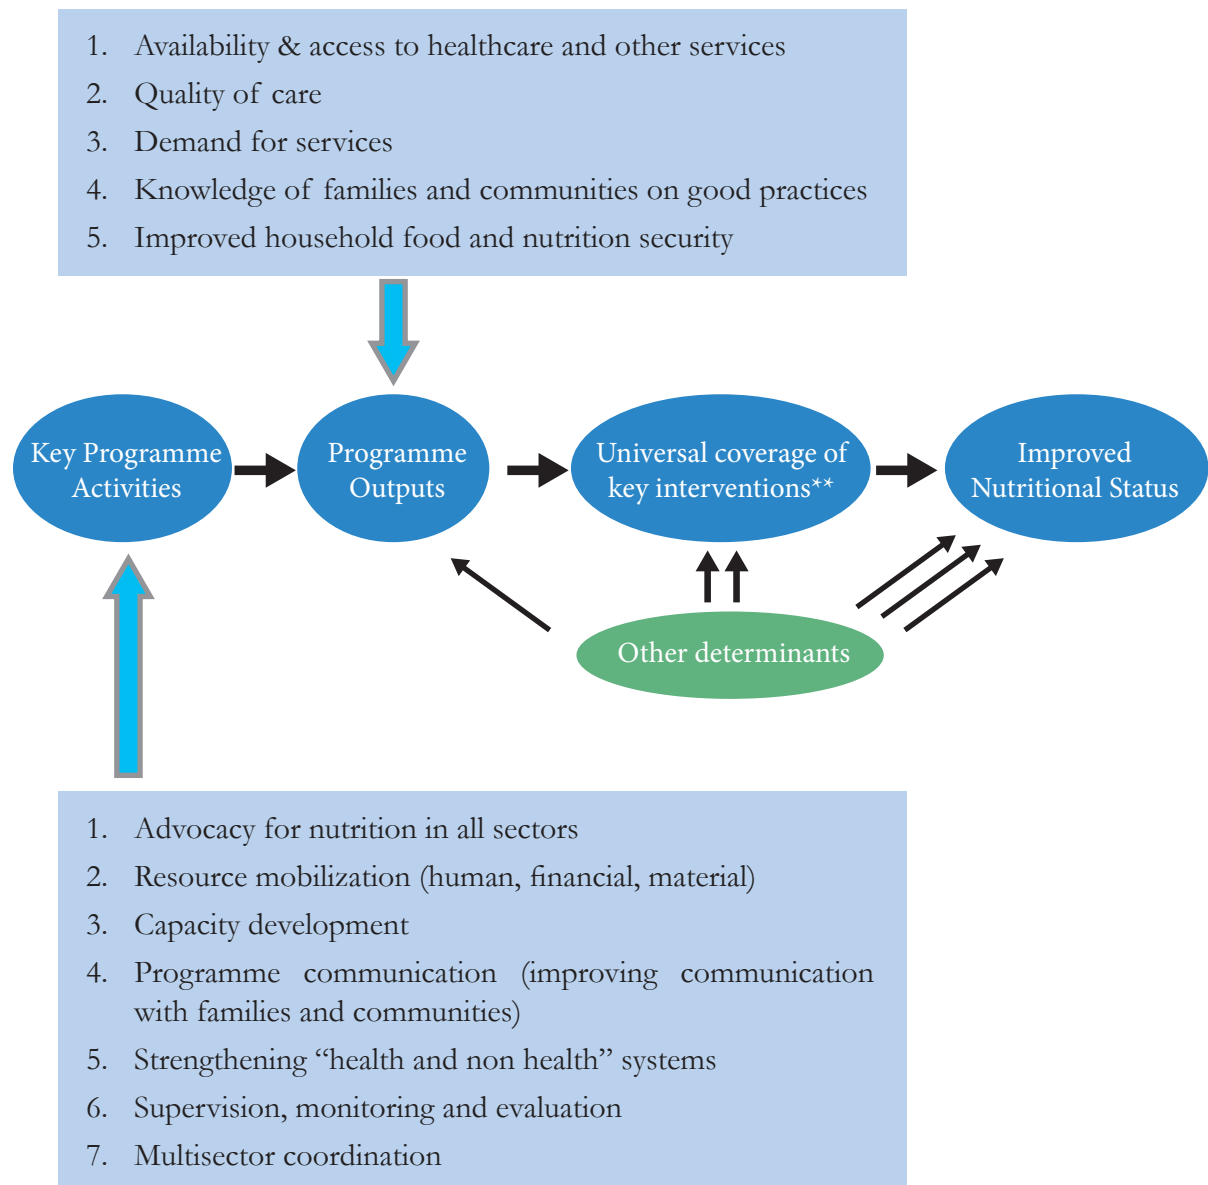 1. Availability & access to healthcare and other services
2. Quality of care
3. Demand for services
4. Knowledge of families and communities on good practices
5. Improved household food and nutrition security
Key Programme
Activities
Programme
Outputs
Universal coverage of
key interventions**
Improved
Nutritional Status
Other determinants
1. Advocacy for nutrition in all sectors
2. Resource mobilization (human, financial, material)
3. Capacity development
4. Programme communication (improving communication
with families and communities)
5. Strengthening “health and non health” systems
6. Supervision, monitoring and evaluation
7. Multisector coordination